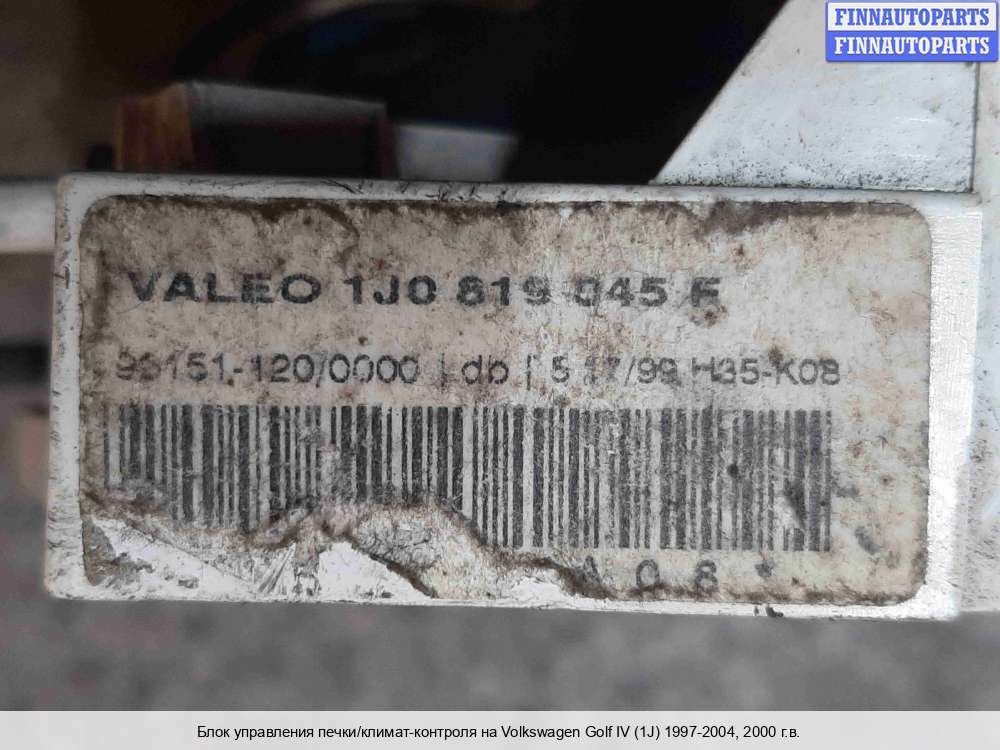 FINNAUTOPARTS
FINNAUTOPARTS
VALEO 1J0 819 045 F
90151-120/0000 | db | 5 17/99 H35-K08
A08*
Блок управления печки/климат-контроля на Volkswagen Golf IV (1J) 1997-2004, 2000 г.в.